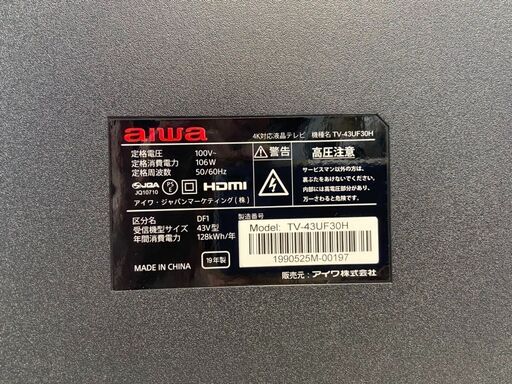 aiwa
4K対応液晶テレビ 機種名 TV-43UF30H
定格電圧 100V~
定格消費電力 106W
定格周波数 50/60Hz
JQA
JQ10710
PS
E
HDMI
アイワ・ジャパンマーケティング(株)
警告
高圧注意
サービスマン以外の方は、
裏ぶたをあけないでください。
内部には高電圧部分があり、
万一さわると危険です。
区分名 DF1
受信機型サイズ 43V型
年間消費電力 128kWh/年
製造番号
Model: TV-43UF30H
1990525M-00197
MADE IN CHINA
19年製
販売元:アイワ株式会社